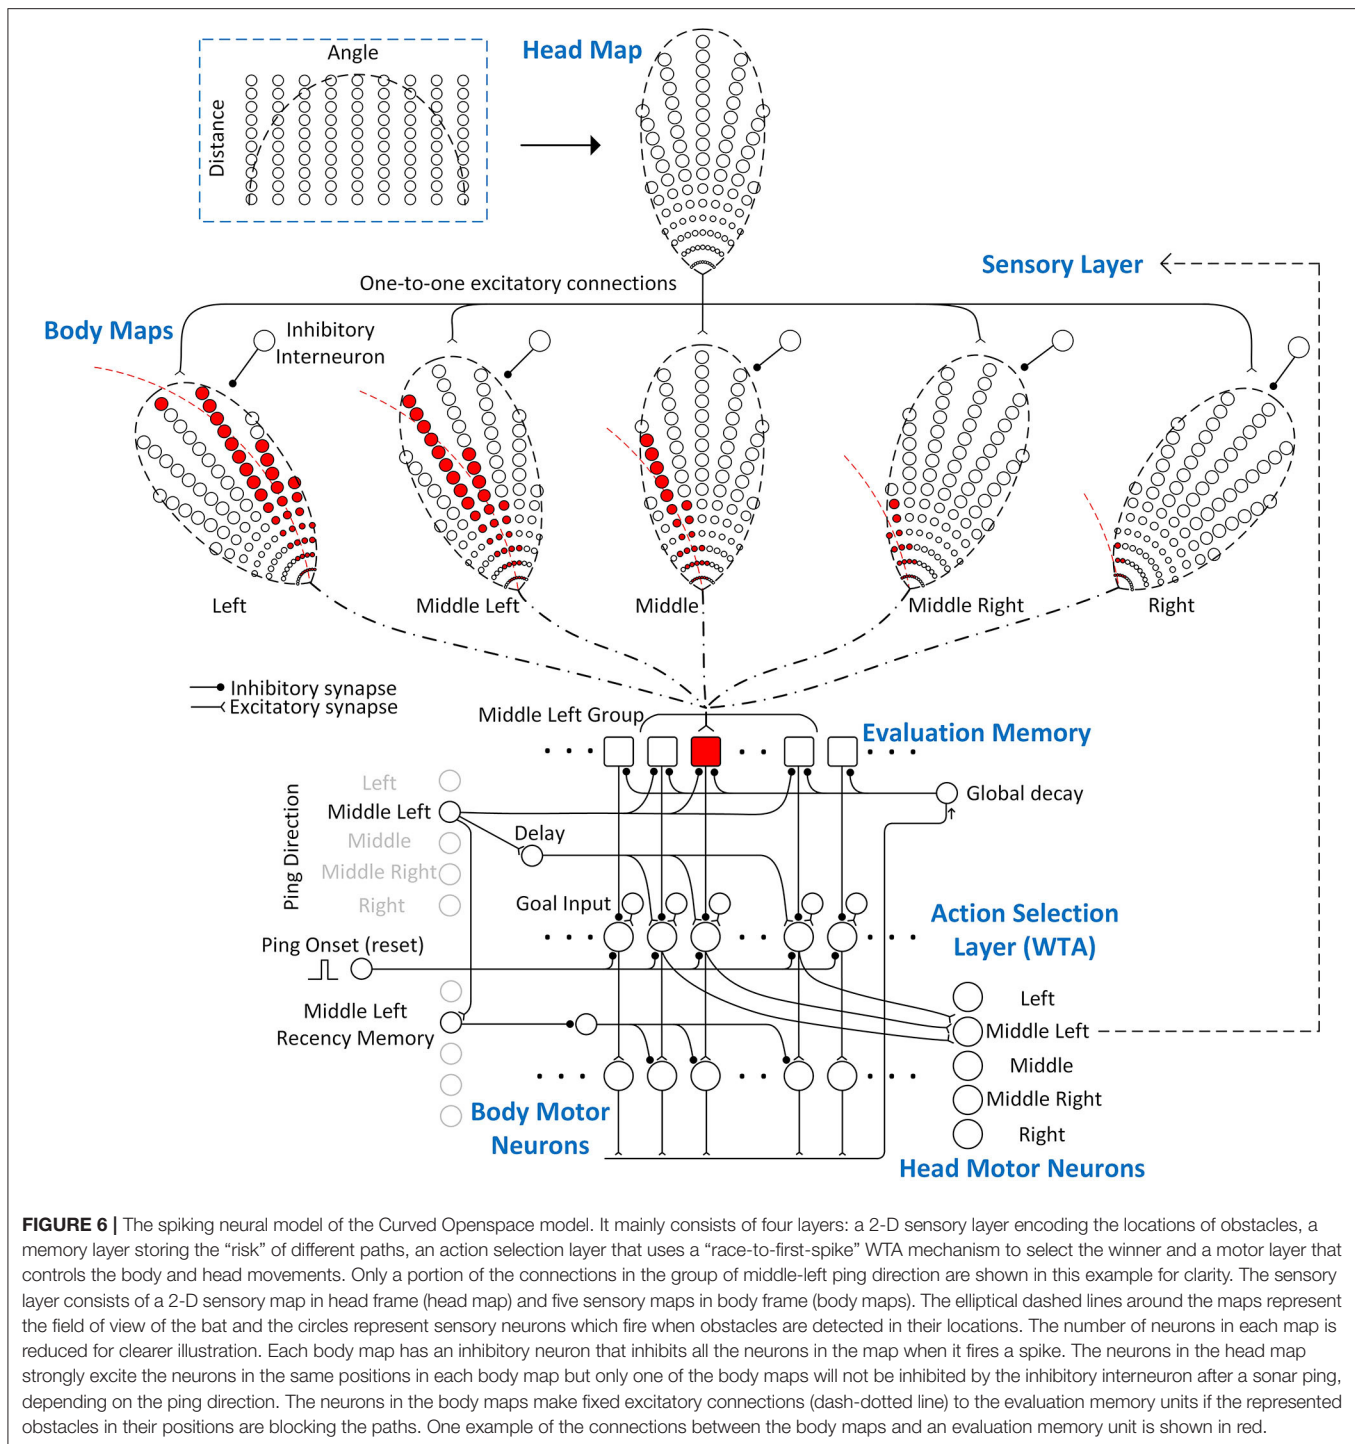 Angle
Distance
Head Map
One-to-one excitatory connections
Sensory Layer
Body Maps
Inhibitory
Interneuron
Left
Middle Left
Middle
Middle Right
Right
Inhibitory synapse
Excitatory synapse
Middle Left Group
Evaluation Memory
Ping Direction
Left
Middle Left
Middle
Middle Right
Right
Global decay
Delay
Goal Input
Action Selection
Layer (WTA)
Ping Onset (reset)
Middle Left
Recency Memory
Left
Middle Left
Middle
Middle Right
Right
Body Motor
Neurons
Head Motor Neurons
FIGURE 6 | The spiking neural model of the Curved Openspace model. It mainly consists of four layers: a 2-D sensory layer encoding the locations of obstacles, a
memory layer storing the “risk” of different paths, an action selection layer that uses a “race-to-first-spike” WTA mechanism to select the winner and a motor layer that
controls the body and head movements. Only a portion of the connections in the group of middle-left ping direction are shown in this example for clarity. The sensory
layer consists of a 2-D sensory map in head frame (head map) and five sensory maps in body frame (body maps). The elliptical dashed lines around the maps represent
the field of view of the bat and the circles represent sensory neurons which fire when obstacles are detected in their locations. The number of neurons in each map is
reduced for clearer illustration. Each body map has an inhibitory neuron that inhibits all the neurons in the map when it fires a spike. The neurons in the head map
strongly excite the neurons in the same positions in each body map but only one of the body maps will not be inhibited by the inhibitory interneuron after a sonar ping,
depending on the ping direction. The neurons in the body maps make fixed excitatory connections (dash-dotted line) to the evaluation memory units if the represented
obstacles in their positions are blocking the paths. One example of the connections between the body maps and an evaluation memory unit is shown in red.